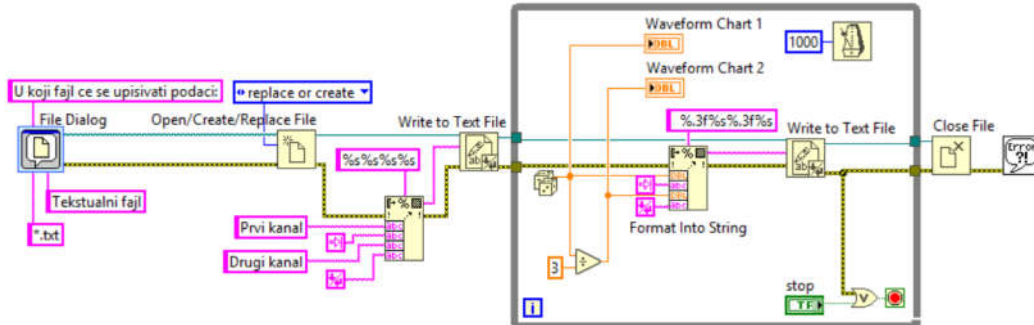 U koji fajl ce se upisivati podaci:
File Dialog
Tekstualni fajl
*.txt
replace or create
Open/Create/Replace File
%s%s%s%s
Prvi kanal
Drugi kanal
Write to Text File
Waveform Chart 1
DBL
Waveform Chart 2
DBL
1000
%.3f%s%.3f%s
Format Into String
3
Write to Text File
stop
TF
i
Close File
Error
?!